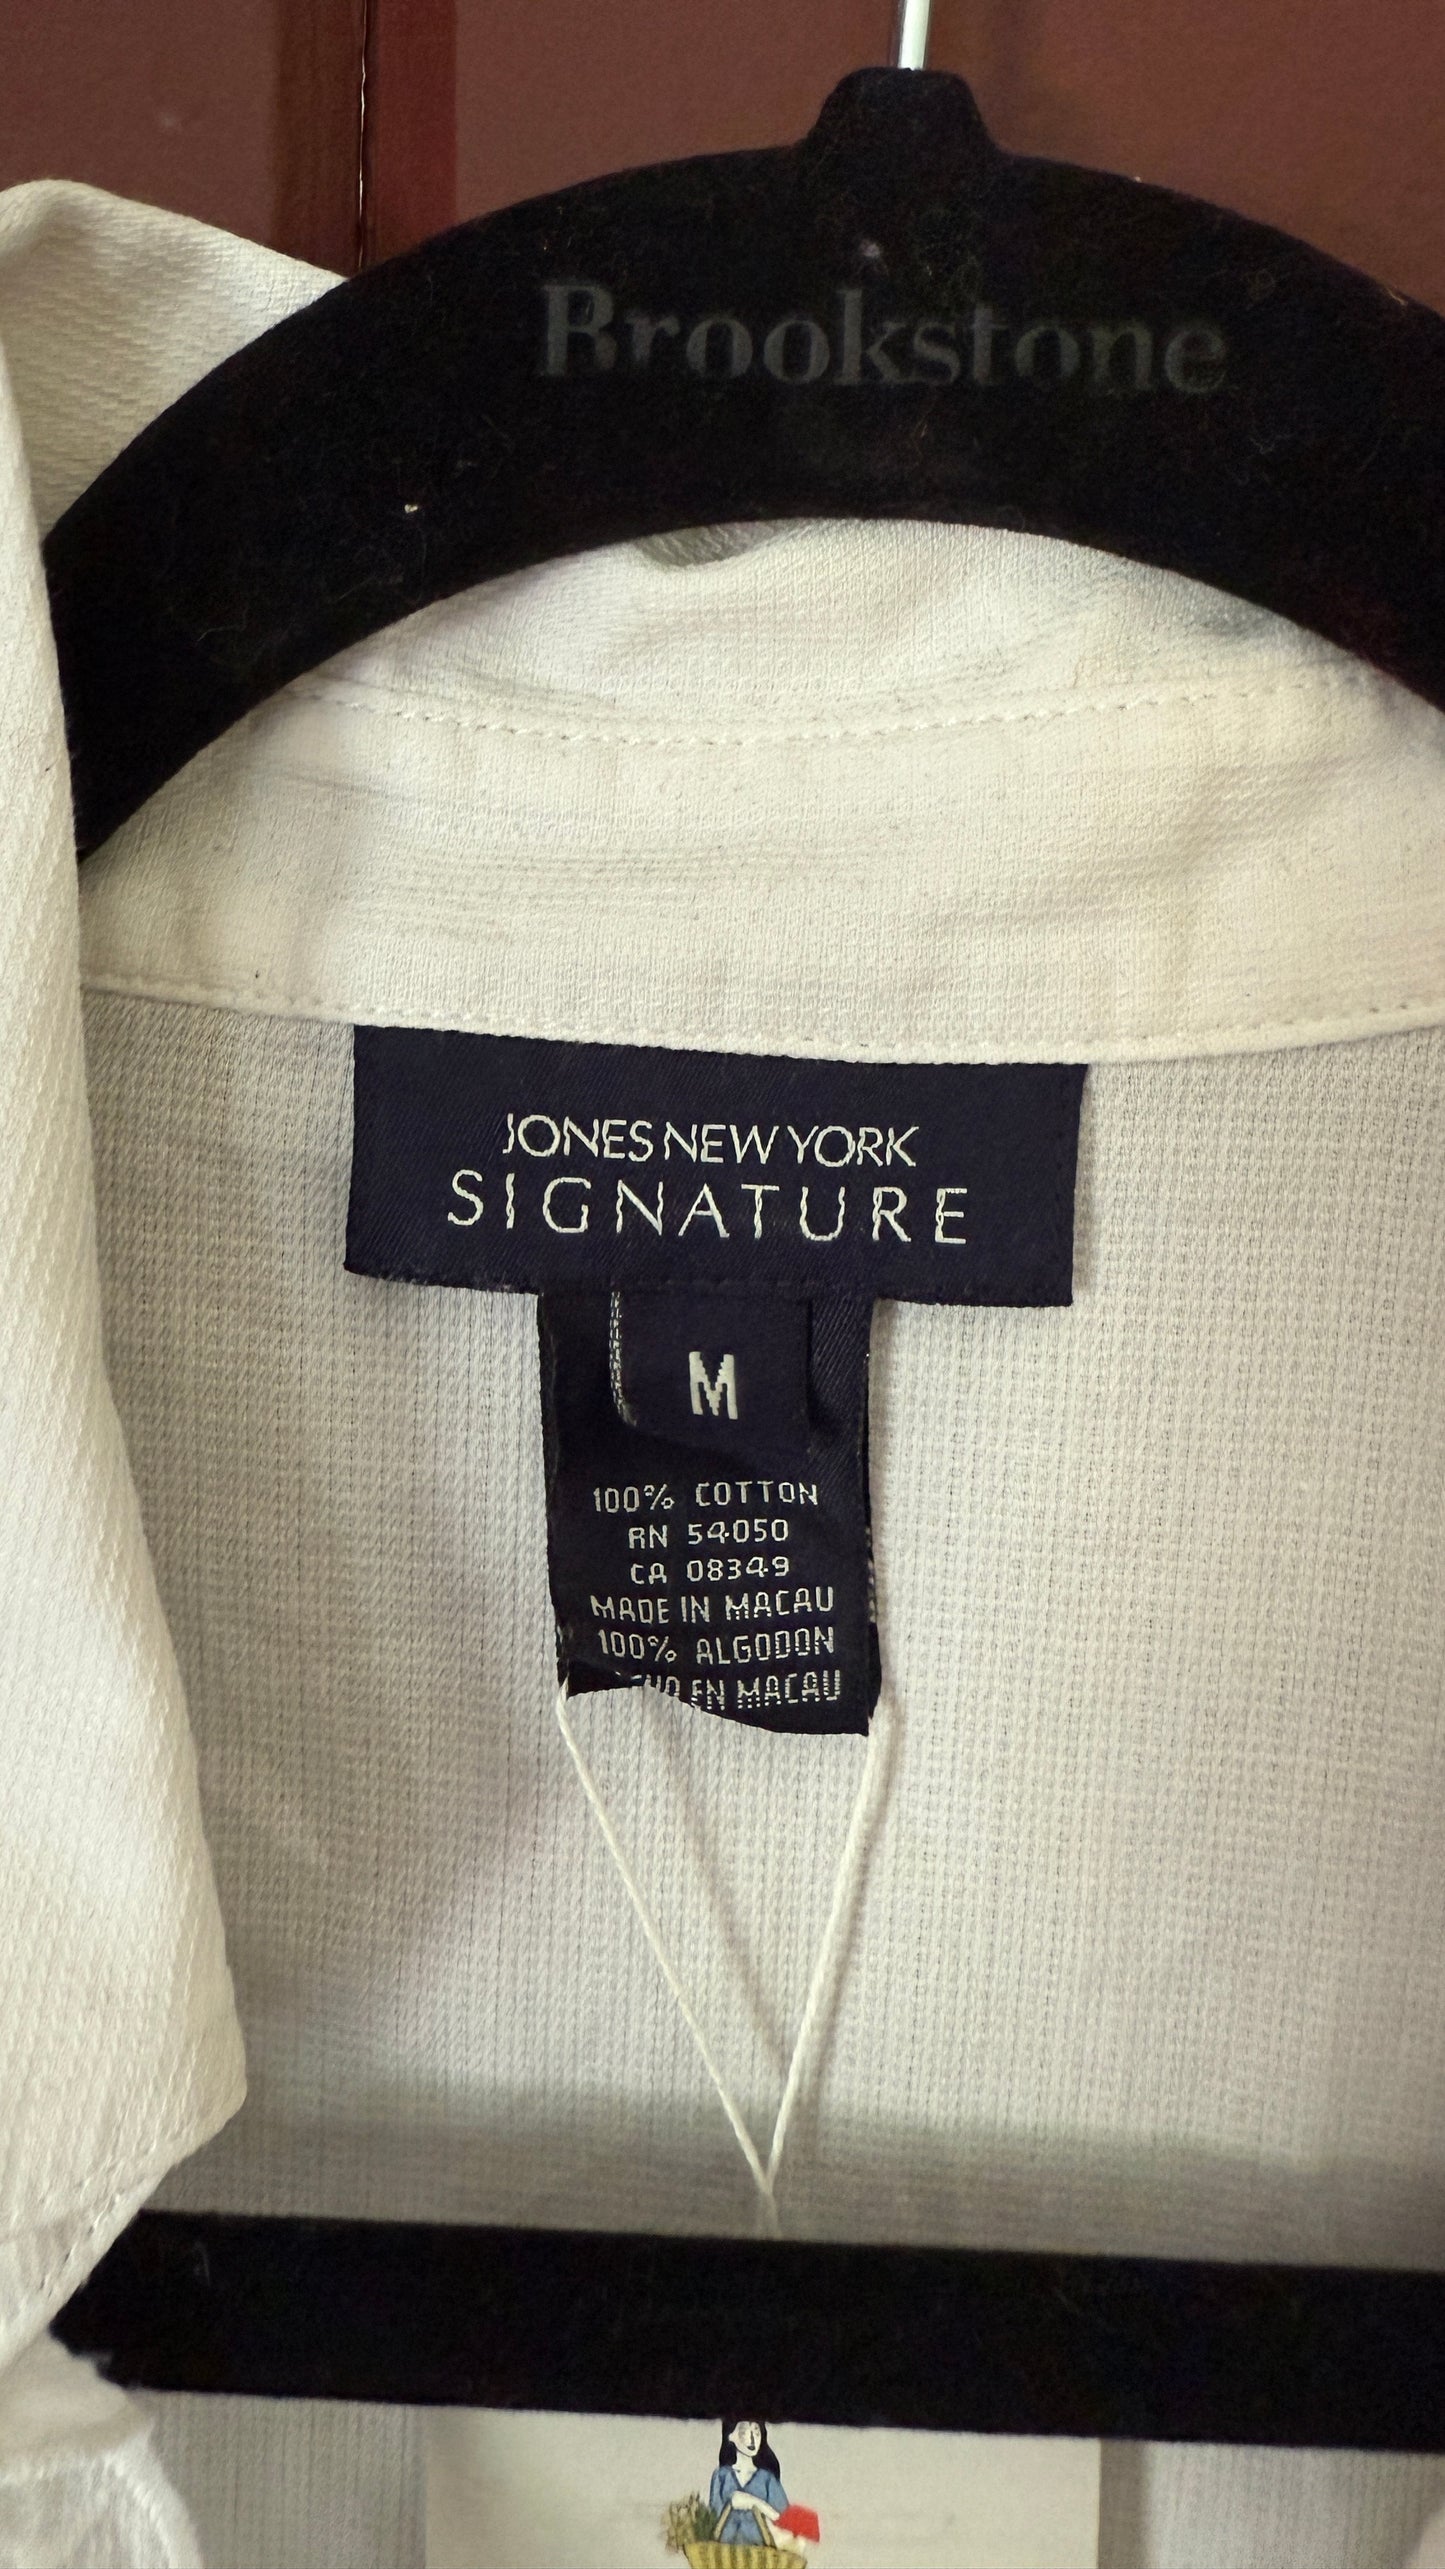 Brookstone
JONES NEW YORK
SIGNATURE
M
100% COTTON
RN 54050
CA 08349
MADE IN MACAU
100% ALGODON
EN MACAU